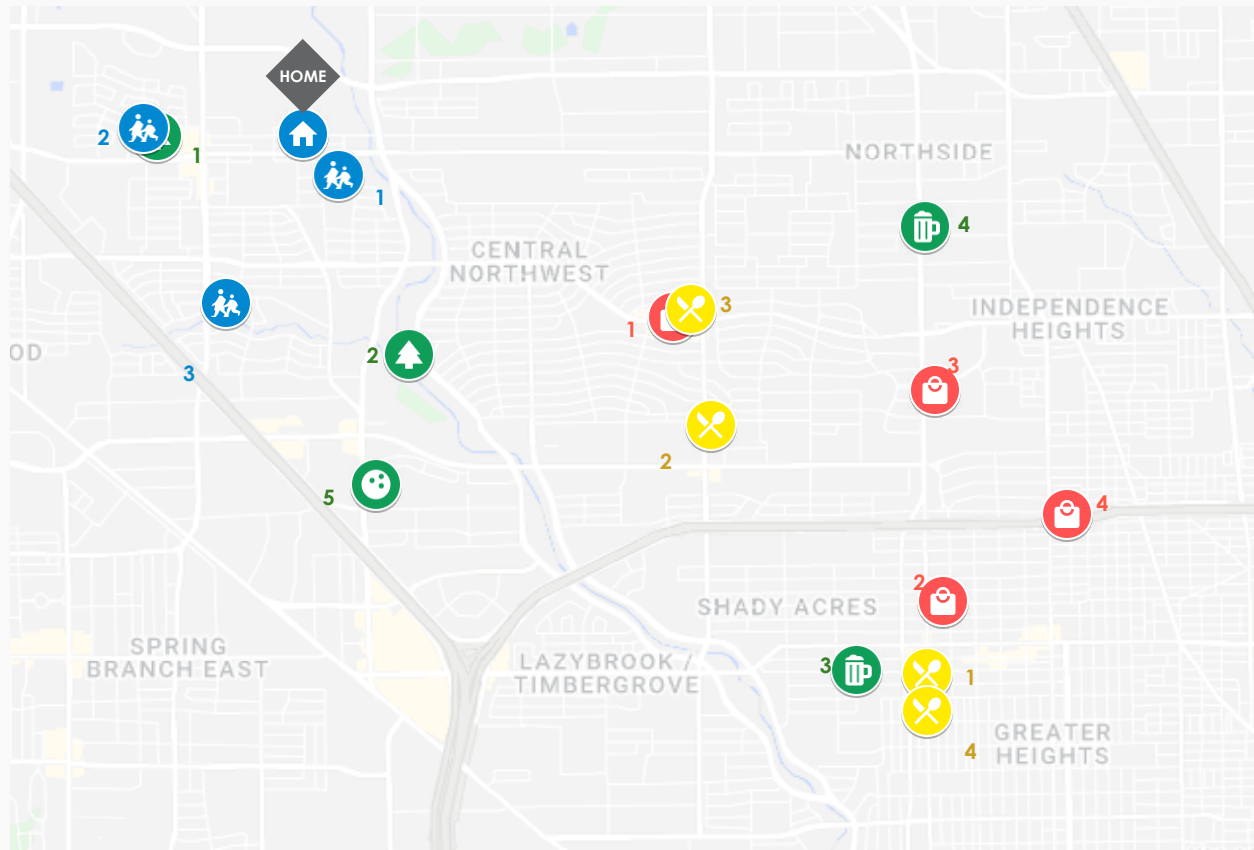 HOME
2
1
1
NORTHSIDE
4
CENTRAL
NORTHWEST
3
1
INDEPENDENCE
HEIGHTS
OD
2
3
3
2
5
4
2
SHADY ACRES
SPRING
BRANCH EAST
LAZYBROOK /
TIMBERGROVE
3
1
GREATER
HEIGHTS
4